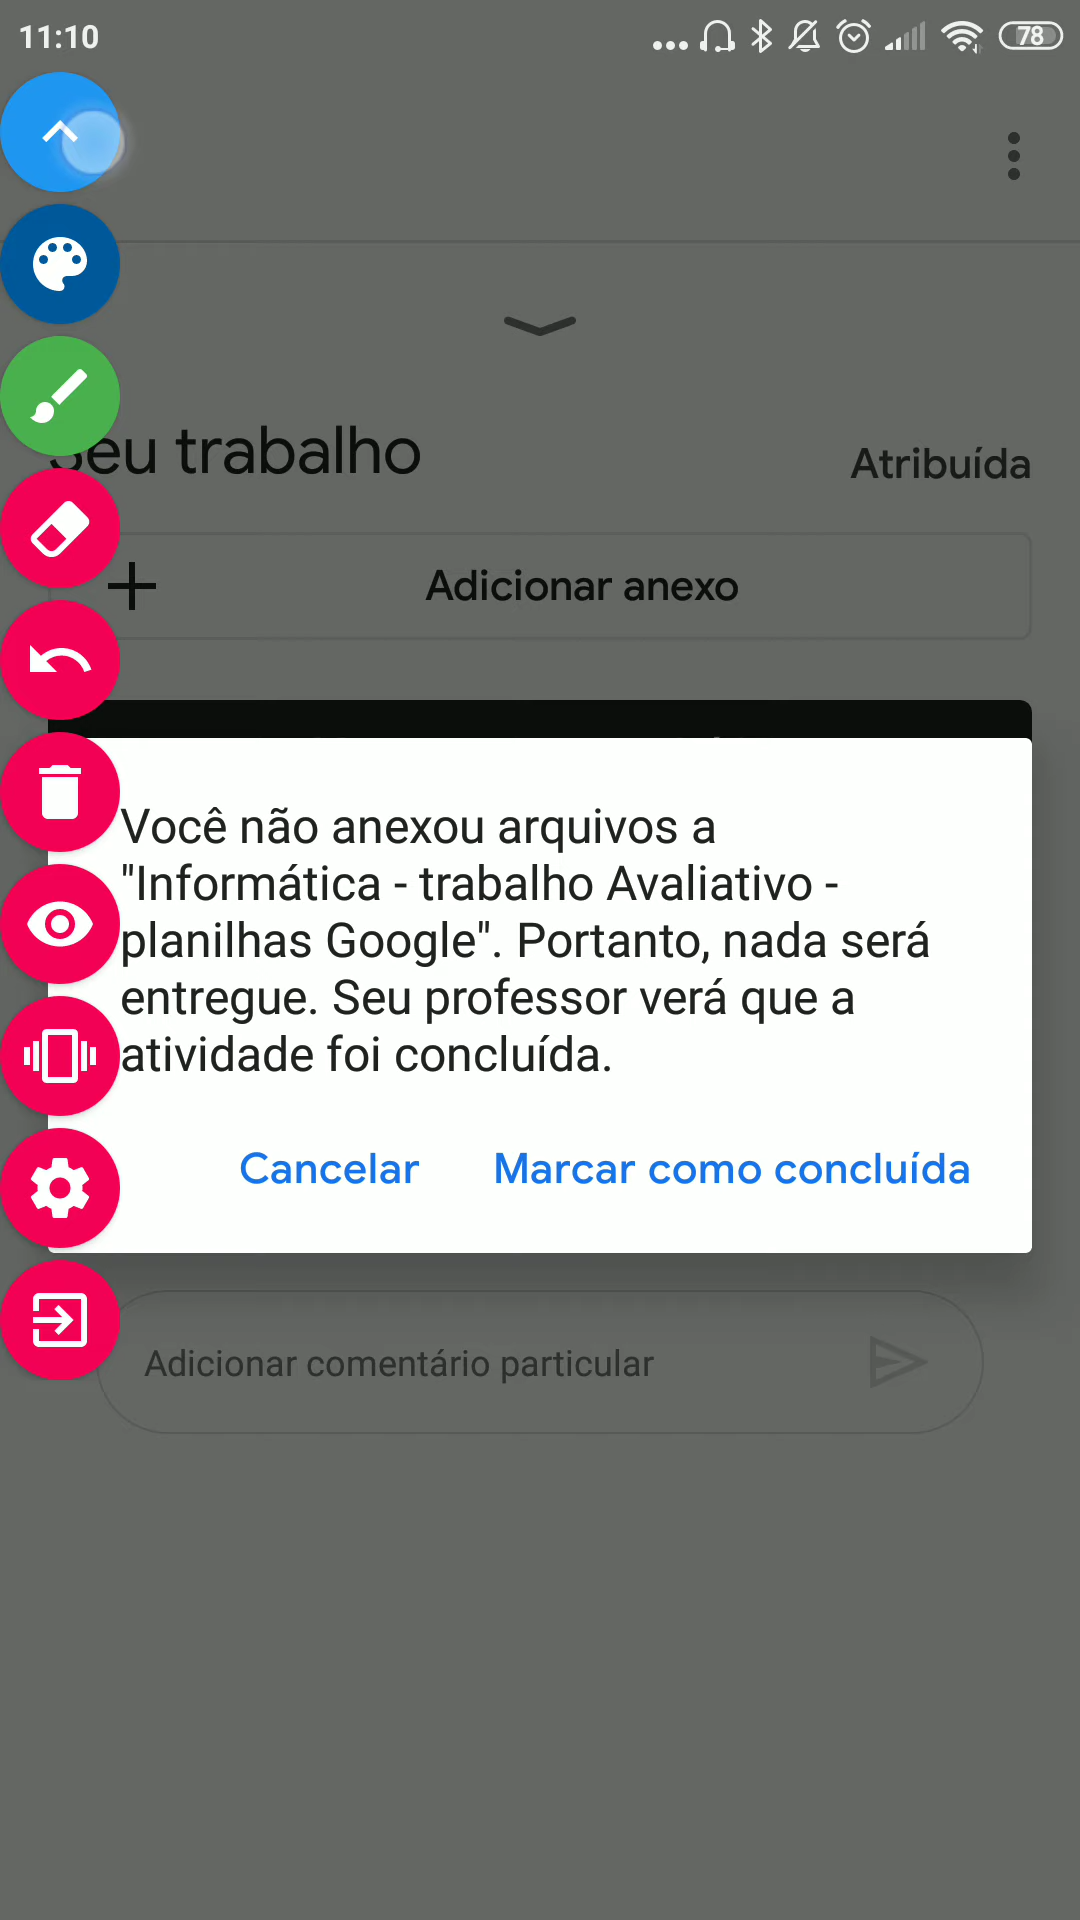 11:10
78
Seu trabalho
Atribuída
Adicionar anexo
Você não anexou arquivos a
"Informática - trabalho Avaliativo -
planilhas Google". Portanto, nada será
entregue. Seu professor verá que a
atividade foi concluída.
Cancelar
Marcar como concluída
Adicionar comentário particular